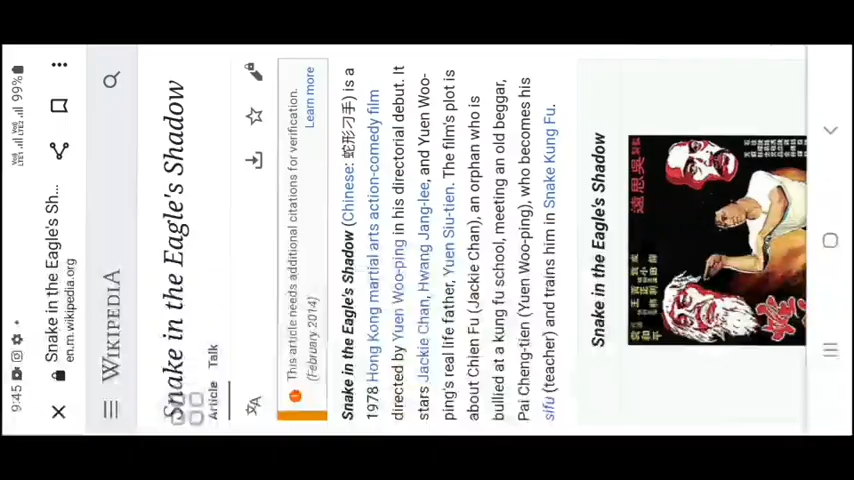 9:45
99%
Snake in the Eagle's Sh...
en.m.wikipedia.org
WIKIPEDIA
Snake in the Eagle's Shadow
Article Talk
This article needs additional citations for verification.
(February 2014)
Learn more
Snake in the Eagle's Shadow (Chinese: 蛇形刁手) is a
1978 Hong Kong martial arts action-comedy film
directed by Yuen Woo-ping in his directorial debut. It
stars Jackie Chan, Hwang Jang-lee, and Yuen Woo-
ping's real life father, Yuen Siu-tien. The film's plot is
about Chien Fu (Jackie Chan), an orphan who is
bullied at a kung fu school, meeting an old beggar,
Pai Cheng-tien (Yuen Woo-ping), who becomes his
sifu (teacher) and trains him in Snake Kung Fu.
Snake in the Eagle's Shadow
吳思遠